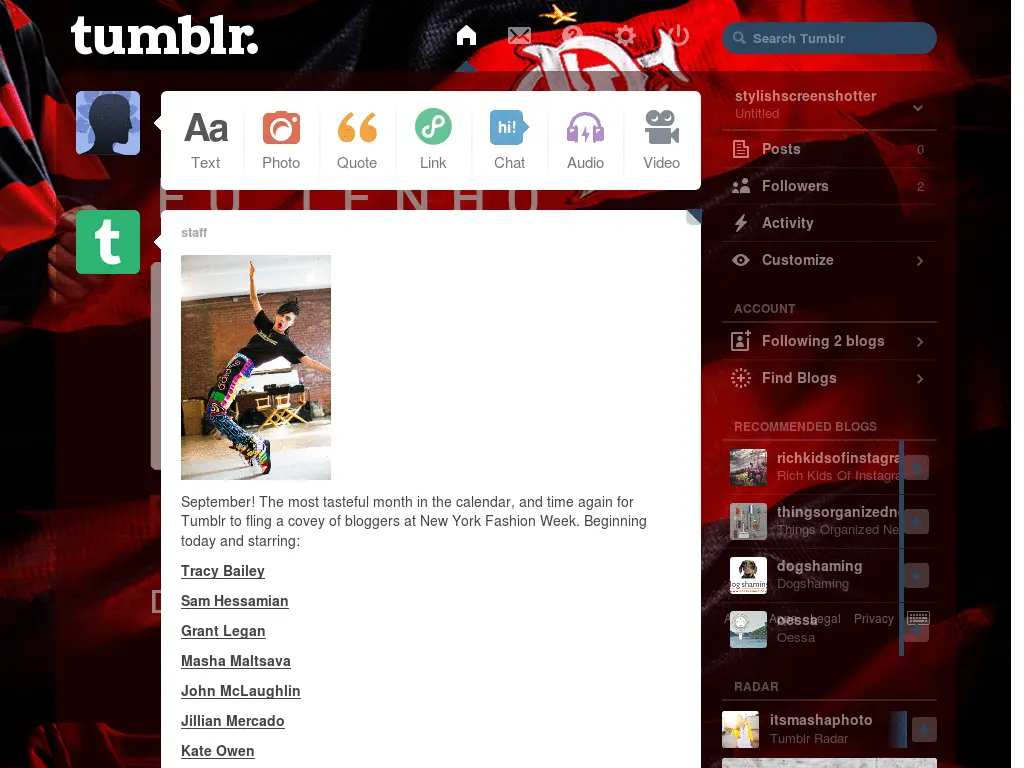 tumblr.
Search Tumblr
Aa
hi!
Text
Photo
Quote
Link
Chat
Audio
Video
EU TENHO
stylishscreenshotter
Untitled
Posts 0
Followers 2
Activity
Customize
t
staff
September! The most tasteful month in the calendar, and time again for
Tumblr to fling a covey of bloggers at New York Fashion Week. Beginning
today and starring:
Tracy Bailey
Sam Hessamian
Grant Legan
Masha Maltsava
John McLaughlin
Jillian Mercado
Kate Owen
ACCOUNT
Following 2 blogs
Find Blogs
RECOMMENDED BLOGS
richkidsofinstagra
Rich Kids Of Instagra
thingsorganizedn
Things Organized Ne
dogshaming
Dogshaming
oessa
Oessa
Legal Privacy
RADAR
itsmashaphoto
Tumblr Radar